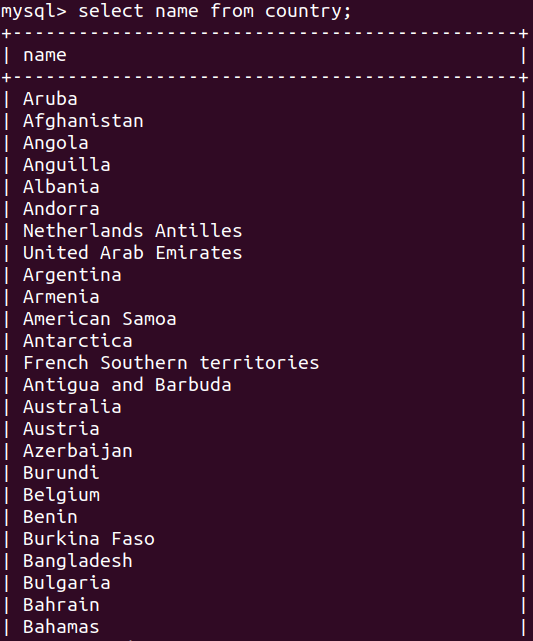 mysql> select name from country;
+----------------------------------------------+
| name |
+----------------------------------------------+
| Aruba |
| Afghanistan |
| Angola |
| Anguilla |
| Albania |
| Andorra |
| Netherlands Antilles |
| United Arab Emirates |
| Argentina |
| Armenia |
| American Samoa |
| Antarctica |
| French Southern territories |
| Antigua and Barbuda |
| Australia |
| Austria |
| Azerbaijan |
| Burundi |
| Belgium |
| Benin |
| Burkina Faso |
| Bangladesh |
| Bulgaria |
| Bahrain |
| Bahamas |